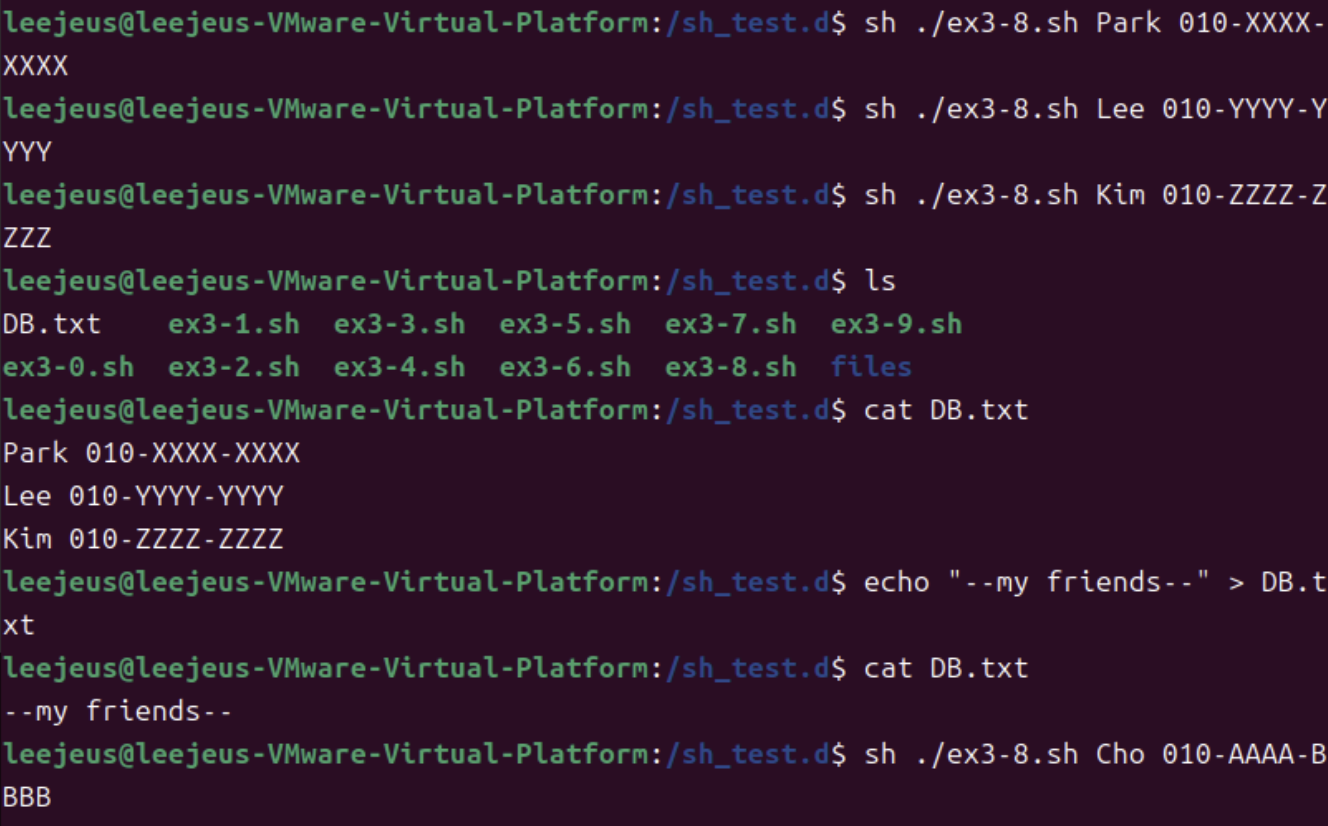 leejeus@leejeus-VMware-Virtual-Platform:/sh_test.d$ sh ./ex3-8.sh Park 010-XXXX-
XXXX
leejeus@leejeus-VMware-Virtual-Platform:/sh_test.d$ sh ./ex3-8.sh Lee 010-YYYY-Y
YYY
leejeus@leejeus-VMware-Virtual-Platform:/sh_test.d$ sh ./ex3-8.sh Kim 010-ZZZZ-Z
ZZZ
leejeus@leejeus-VMware-Virtual-Platform:/sh_test.d$ ls
DB.txt    ex3-1.sh  ex3-3.sh  ex3-5.sh  ex3-7.sh  ex3-9.sh
ex3-0.sh  ex3-2.sh  ex3-4.sh  ex3-6.sh  ex3-8.sh  files
leejeus@leejeus-VMware-Virtual-Platform:/sh_test.d$ cat DB.txt
Park 010-XXXX-XXXX
Lee 010-YYYY-YYYY
Kim 010-ZZZZ-ZZZZ
leejeus@leejeus-VMware-Virtual-Platform:/sh_test.d$ echo "--my friends--" > DB.t
xt
leejeus@leejeus-VMware-Virtual-Platform:/sh_test.d$ cat DB.txt
--my friends--
leejeus@leejeus-VMware-Virtual-Platform:/sh_test.d$ sh ./ex3-8.sh Cho 010-AAAA-B
BBB